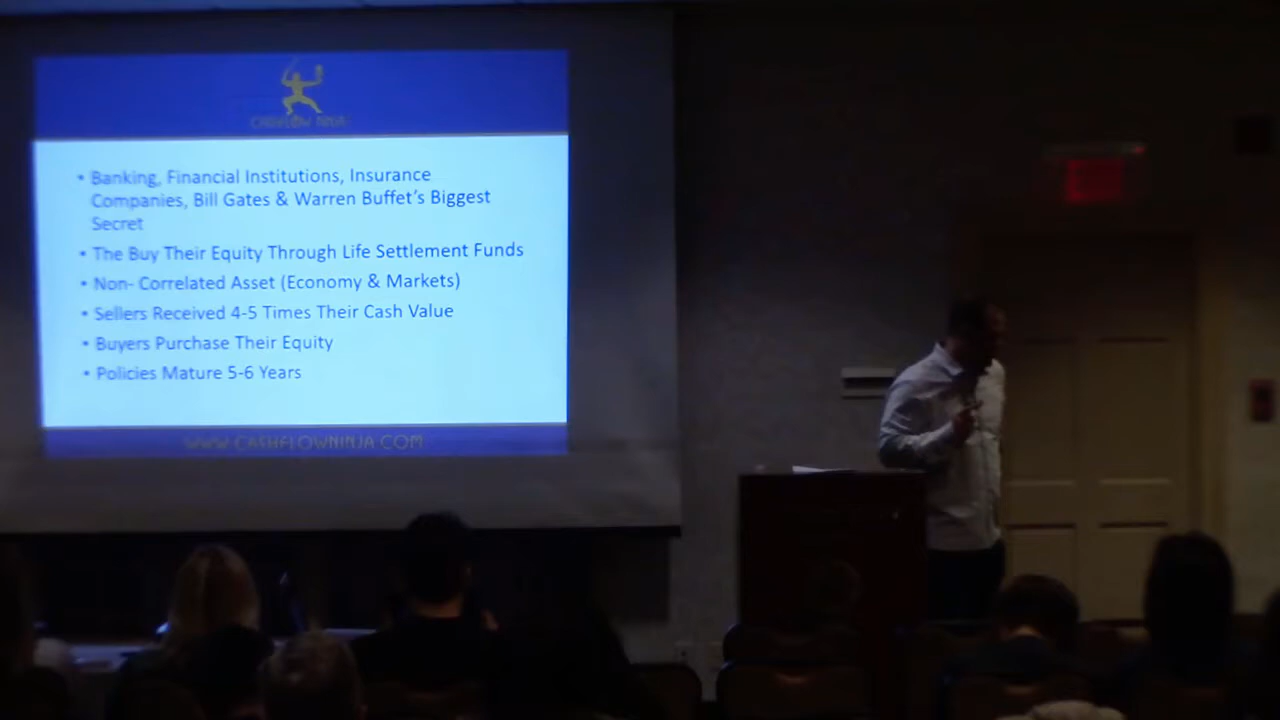 CASHFLOW NINJA
• Banking, Financial Institutions, Insurance
Companies, Bill Gates & Warren Buffet's Biggest
Secret
• The Buy Their Equity Through Life Settlement Funds
• Non- Correlated Asset (Economy & Markets)
• Sellers Received 4-5 Times Their Cash Value
• Buyers Purchase Their Equity
• Policies Mature 5-6 Years
WWW.CASHFLOWNINJA.COM